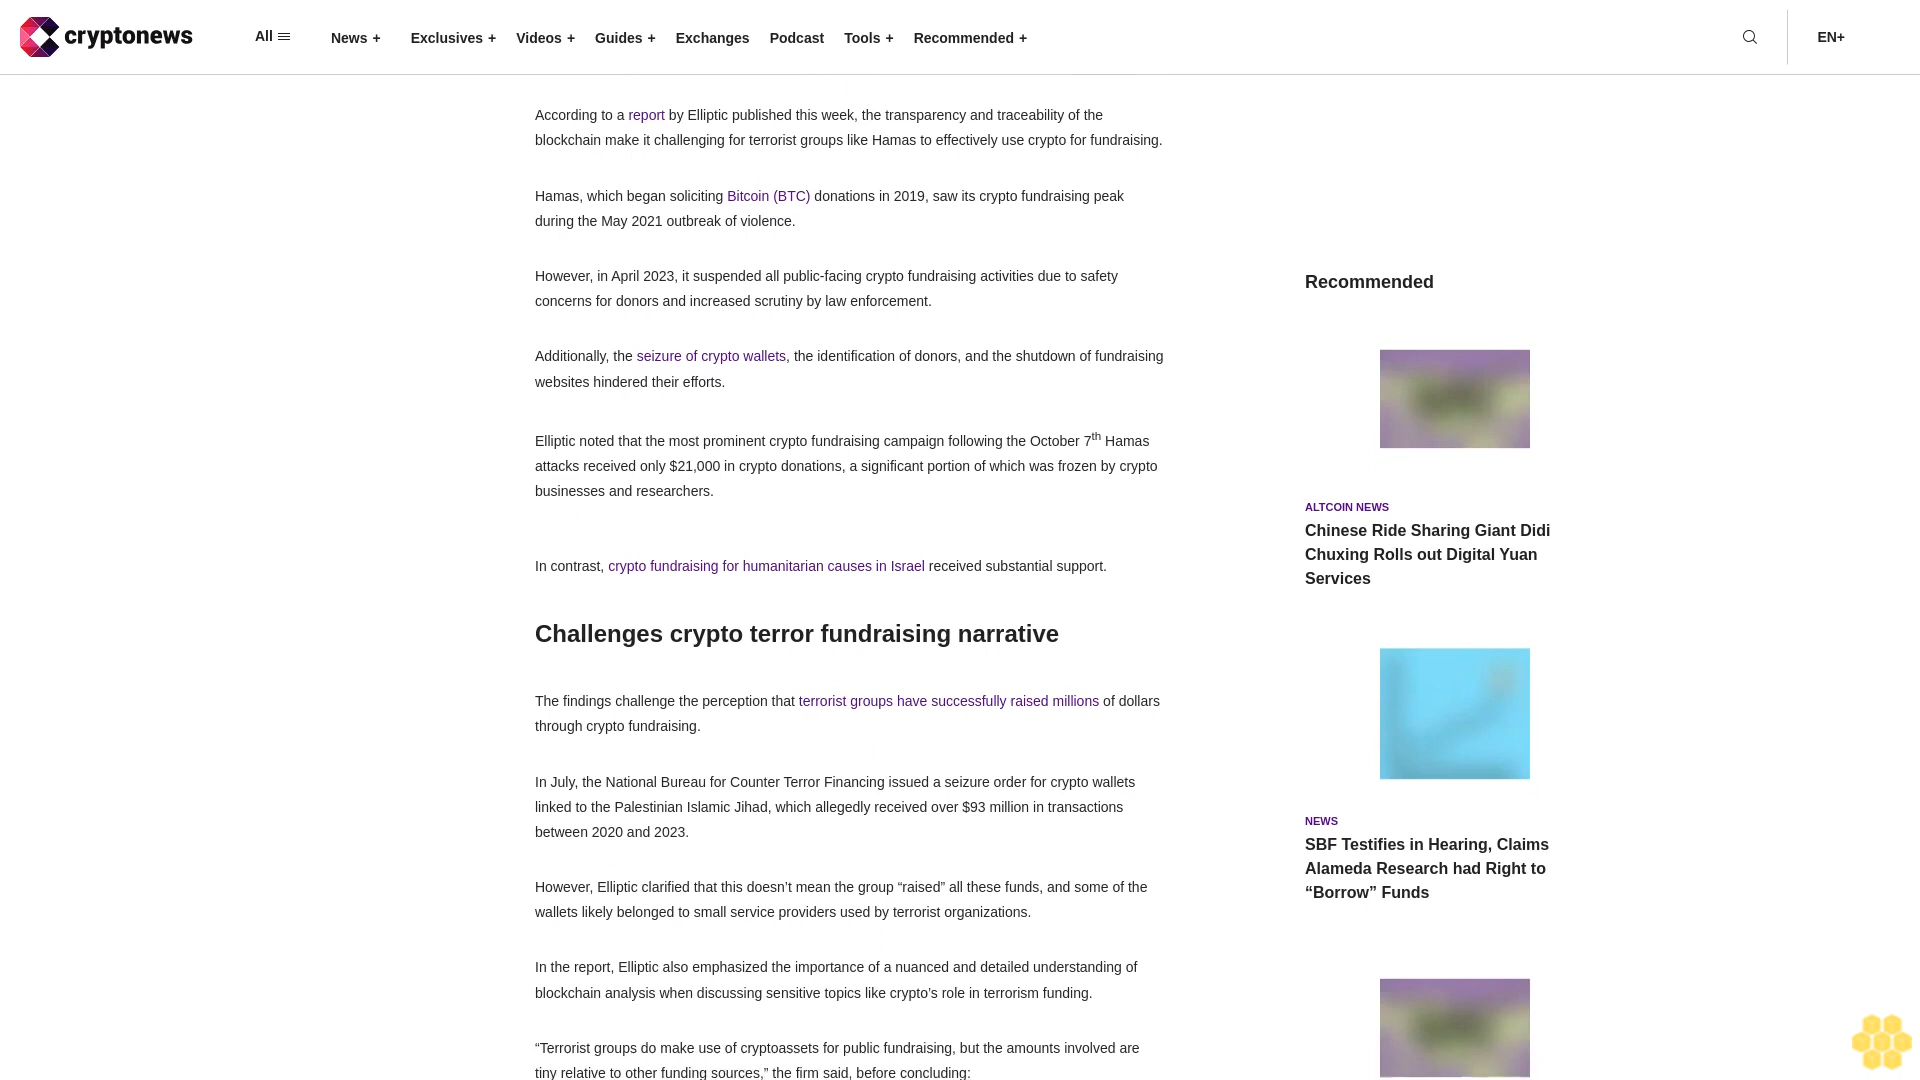 cryptonews
All
News +
Exclusives +
Videos +
Guides +
Exchanges
Podcast
Tools +
Recommended +
EN+
According to a report by Elliptic published this week, the transparency and traceability of the
blockchain make it challenging for terrorist groups like Hamas to effectively use crypto for fundraising.
Hamas, which began soliciting Bitcoin (BTC) donations in 2019, saw its crypto fundraising peak
during the May 2021 outbreak of violence.
However, in April 2023, it suspended all public-facing crypto fundraising activities due to safety
concerns for donors and increased scrutiny by law enforcement.
Additionally, the seizure of crypto wallets, the identification of donors, and the shutdown of fundraising
websites hindered their efforts.
Elliptic noted that the most prominent crypto fundraising campaign following the October 7th Hamas
attacks received only $21,000 in crypto donations, a significant portion of which was frozen by crypto
businesses and researchers.
In contrast, crypto fundraising for humanitarian causes in Israel received substantial support.
Challenges crypto terror fundraising narrative
The findings challenge the perception that terrorist groups have successfully raised millions of dollars
through crypto fundraising.
In July, the National Bureau for Counter Terror Financing issued a seizure order for crypto wallets
linked to the Palestinian Islamic Jihad, which allegedly received over $93 million in transactions
between 2020 and 2023.
However, Elliptic clarified that this doesn’t mean the group “raised” all these funds, and some of the
wallets likely belonged to small service providers used by terrorist organizations.
In the report, Elliptic also emphasized the importance of a nuanced and detailed understanding of
blockchain analysis when discussing sensitive topics like crypto’s role in terrorism funding.
“Terrorist groups do make use of cryptoassets for public fundraising, but the amounts involved are
tiny relative to other funding sources,” the firm said, before concluding:
Recommended
ALTCOIN NEWS
Chinese Ride Sharing Giant Didi
Chuxing Rolls out Digital Yuan
Services
NEWS
SBF Testifies in Hearing, Claims
Alameda Research had Right to
“Borrow” Funds